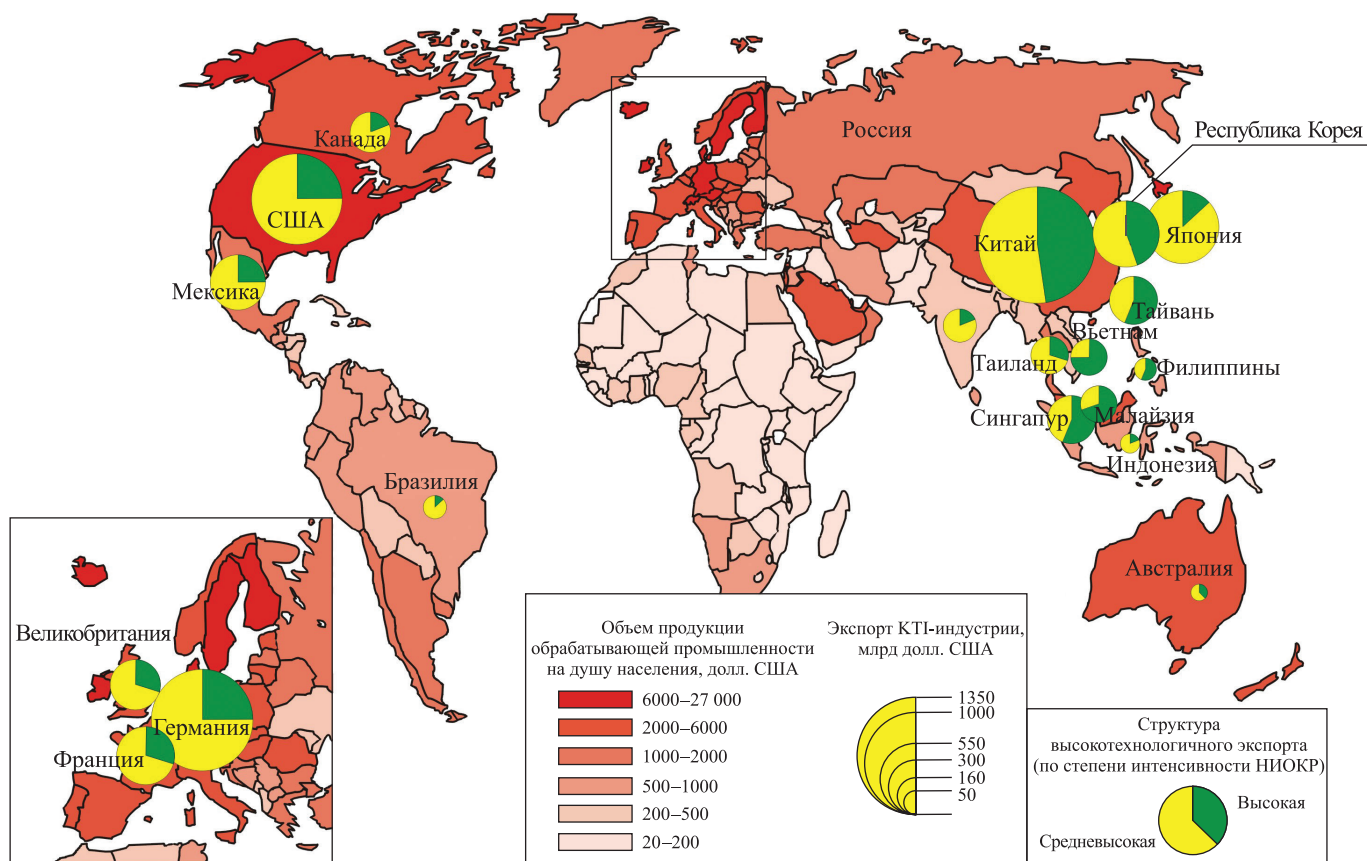 Канада
США
Мексика
Бразилия
Россия
Республика Корея
Китай
Япония
Тайвань
Вьетнам
Таиланд
Филиппины
Сингапур
Малайзия
Индонезия
Австралия
Великобритания
Германия
Франция
Объем продукции
обрабатывающей промышленности
на душу населения, долл. США
6000–27 000
2000–6000
1000–2000
500–1000
200–500
20–200
Экспорт KTI-индустрии,
млрд долл. США
1350
1000
550
300
160
50
Структура
высокотехнологичного экспорта
(по степени интенсивности НИОКР)
Высокая
Средневысокая